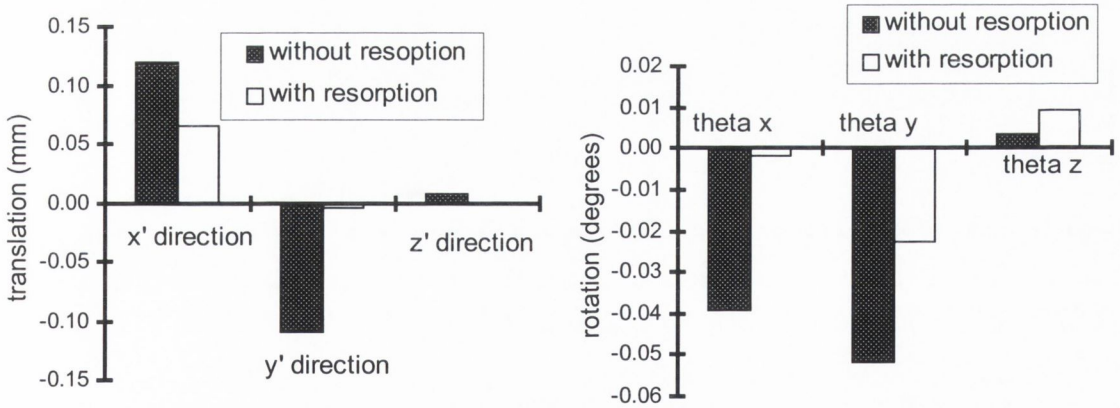 0.15
0.10
0.05
0.00
-0.05
-0.10
-0.15
translation (mm)
without resoption
with resorption
x' direction
y' direction
z' direction
without resorption
with resorption
0.02
0.01
0.00
-0.01
-0.02
-0.03
-0.04
-0.05
-0.06
rotation (degrees)
theta x
theta y
theta z